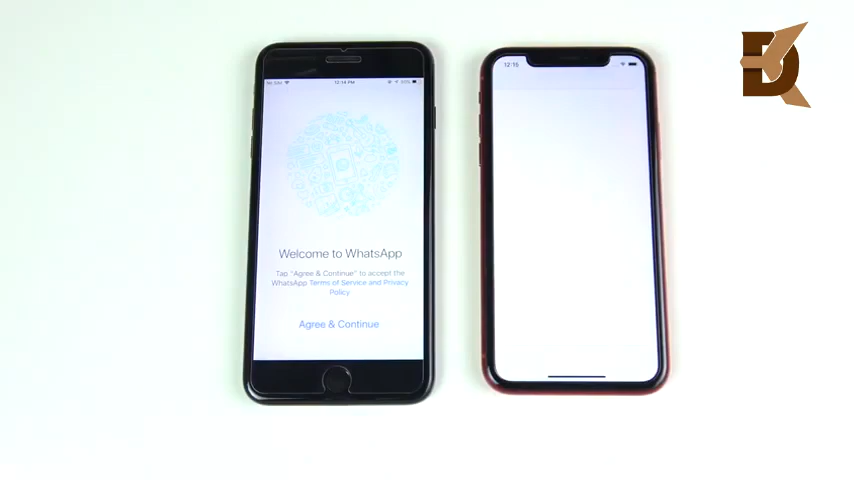 12:14 PM
12:15
Welcome to WhatsApp
Tap "Agree & Continue" to accept the
WhatsApp Terms of Service and Privacy
Policy.
Agree & Continue